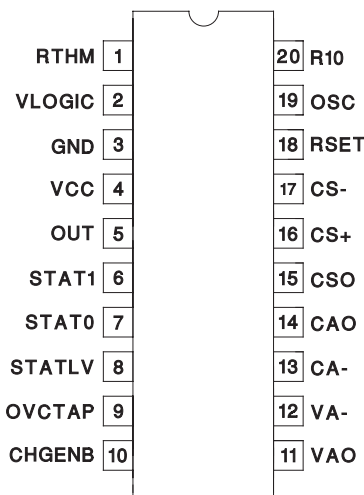 RTHM 1 20 R10
VLOGIC 2 19 OSC
GND 3 18 RSET
VCC 4 17 CS-
OUT 5 16 CS+
STAT1 6 15 CSO
STAT0 7 14 CAO
STATLV 8 13 CA-
OVCTAP 9 12 VA-
CHGENB 10 11 VAO